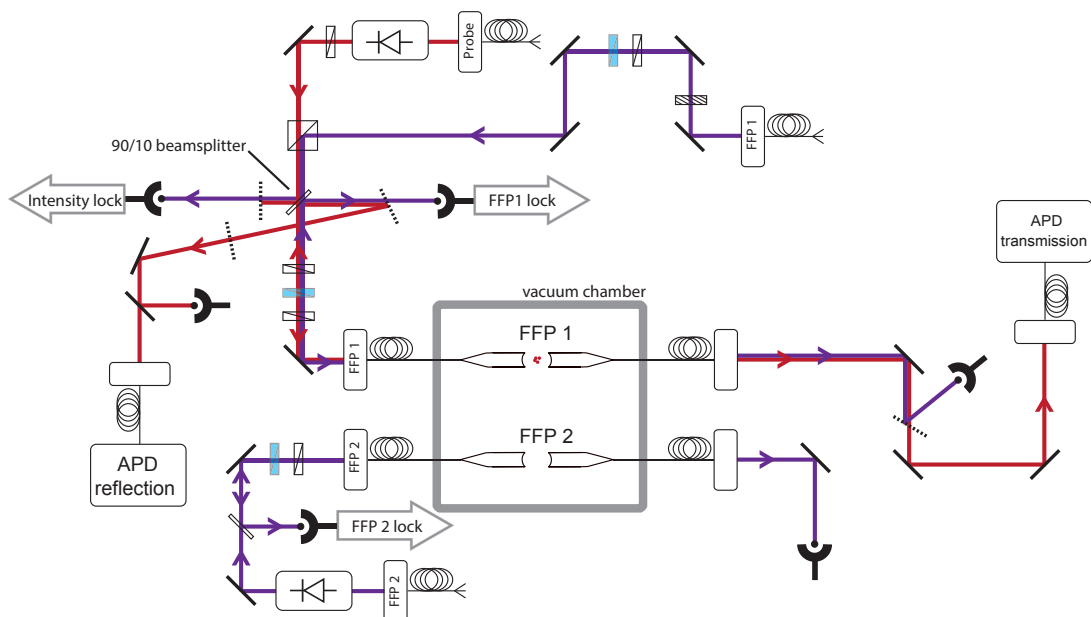 Probe
FFP 1
90/10 beamsplitter
Intensity lock
FFP1 lock
APD
transmission
vacuum chamber
FFP 1
FFP 1
FFP 2
FFP 2
APD
reflection
FFP 2 lock
FFP 2